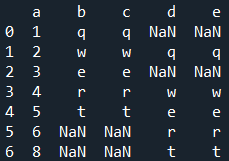 a b c d e
0 1 q q NaN NaN
1 2 w w q q
2 3 e e NaN NaN
3 4 r r w w
4 5 t t e e
5 6 NaN NaN r r
6 8 NaN NaN t t